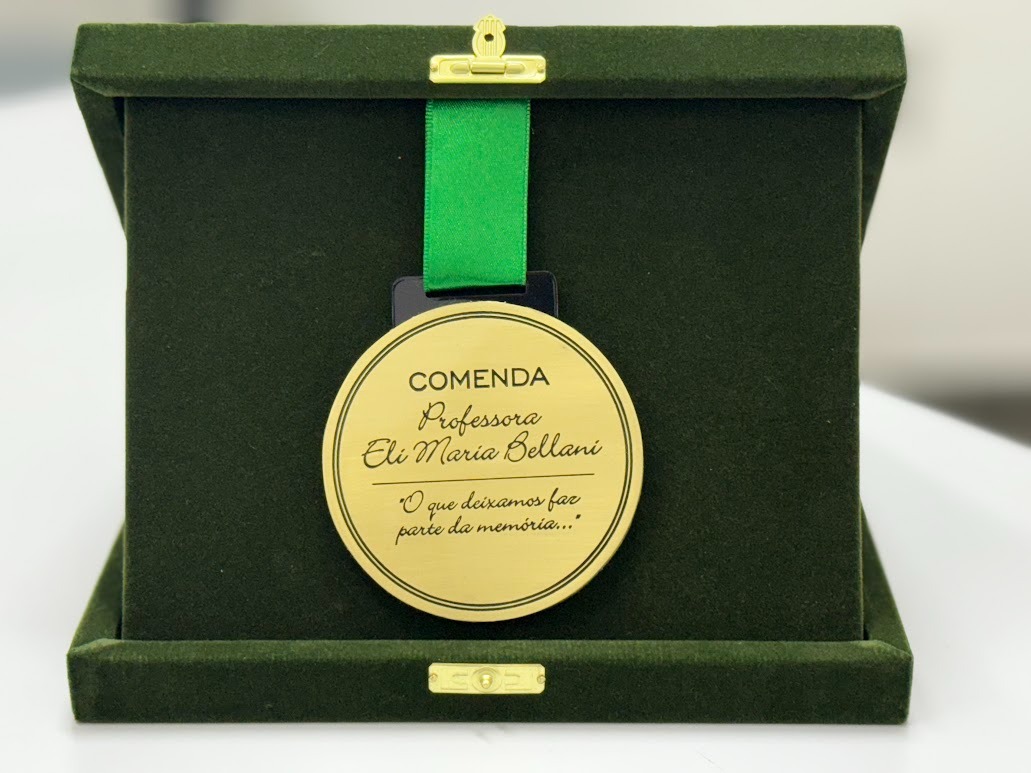 COMENDA
Professora
Eli Maria Bellani
"O que deixamos faz
parte da memória..."